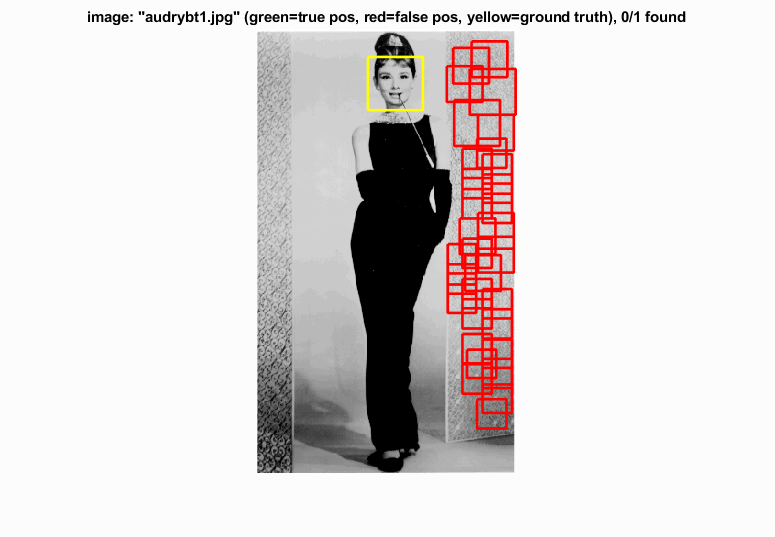 image: "audrybt1.jpg" (green=true pos, red=false pos, yellow=ground truth), 0/1 found